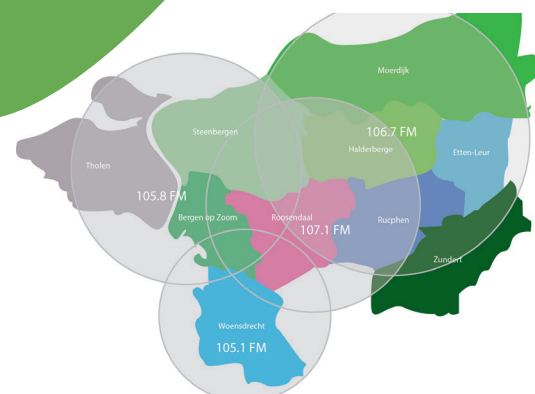 Moerdijk
Steenbergen
106.7 FM
Halderberge
Etten-Leur
Tholen
105.8 FM
Bergen op Zoom
Roosendaal
Rucphen
107.1 FM
Zundert
Woensdrecht
105.1 FM